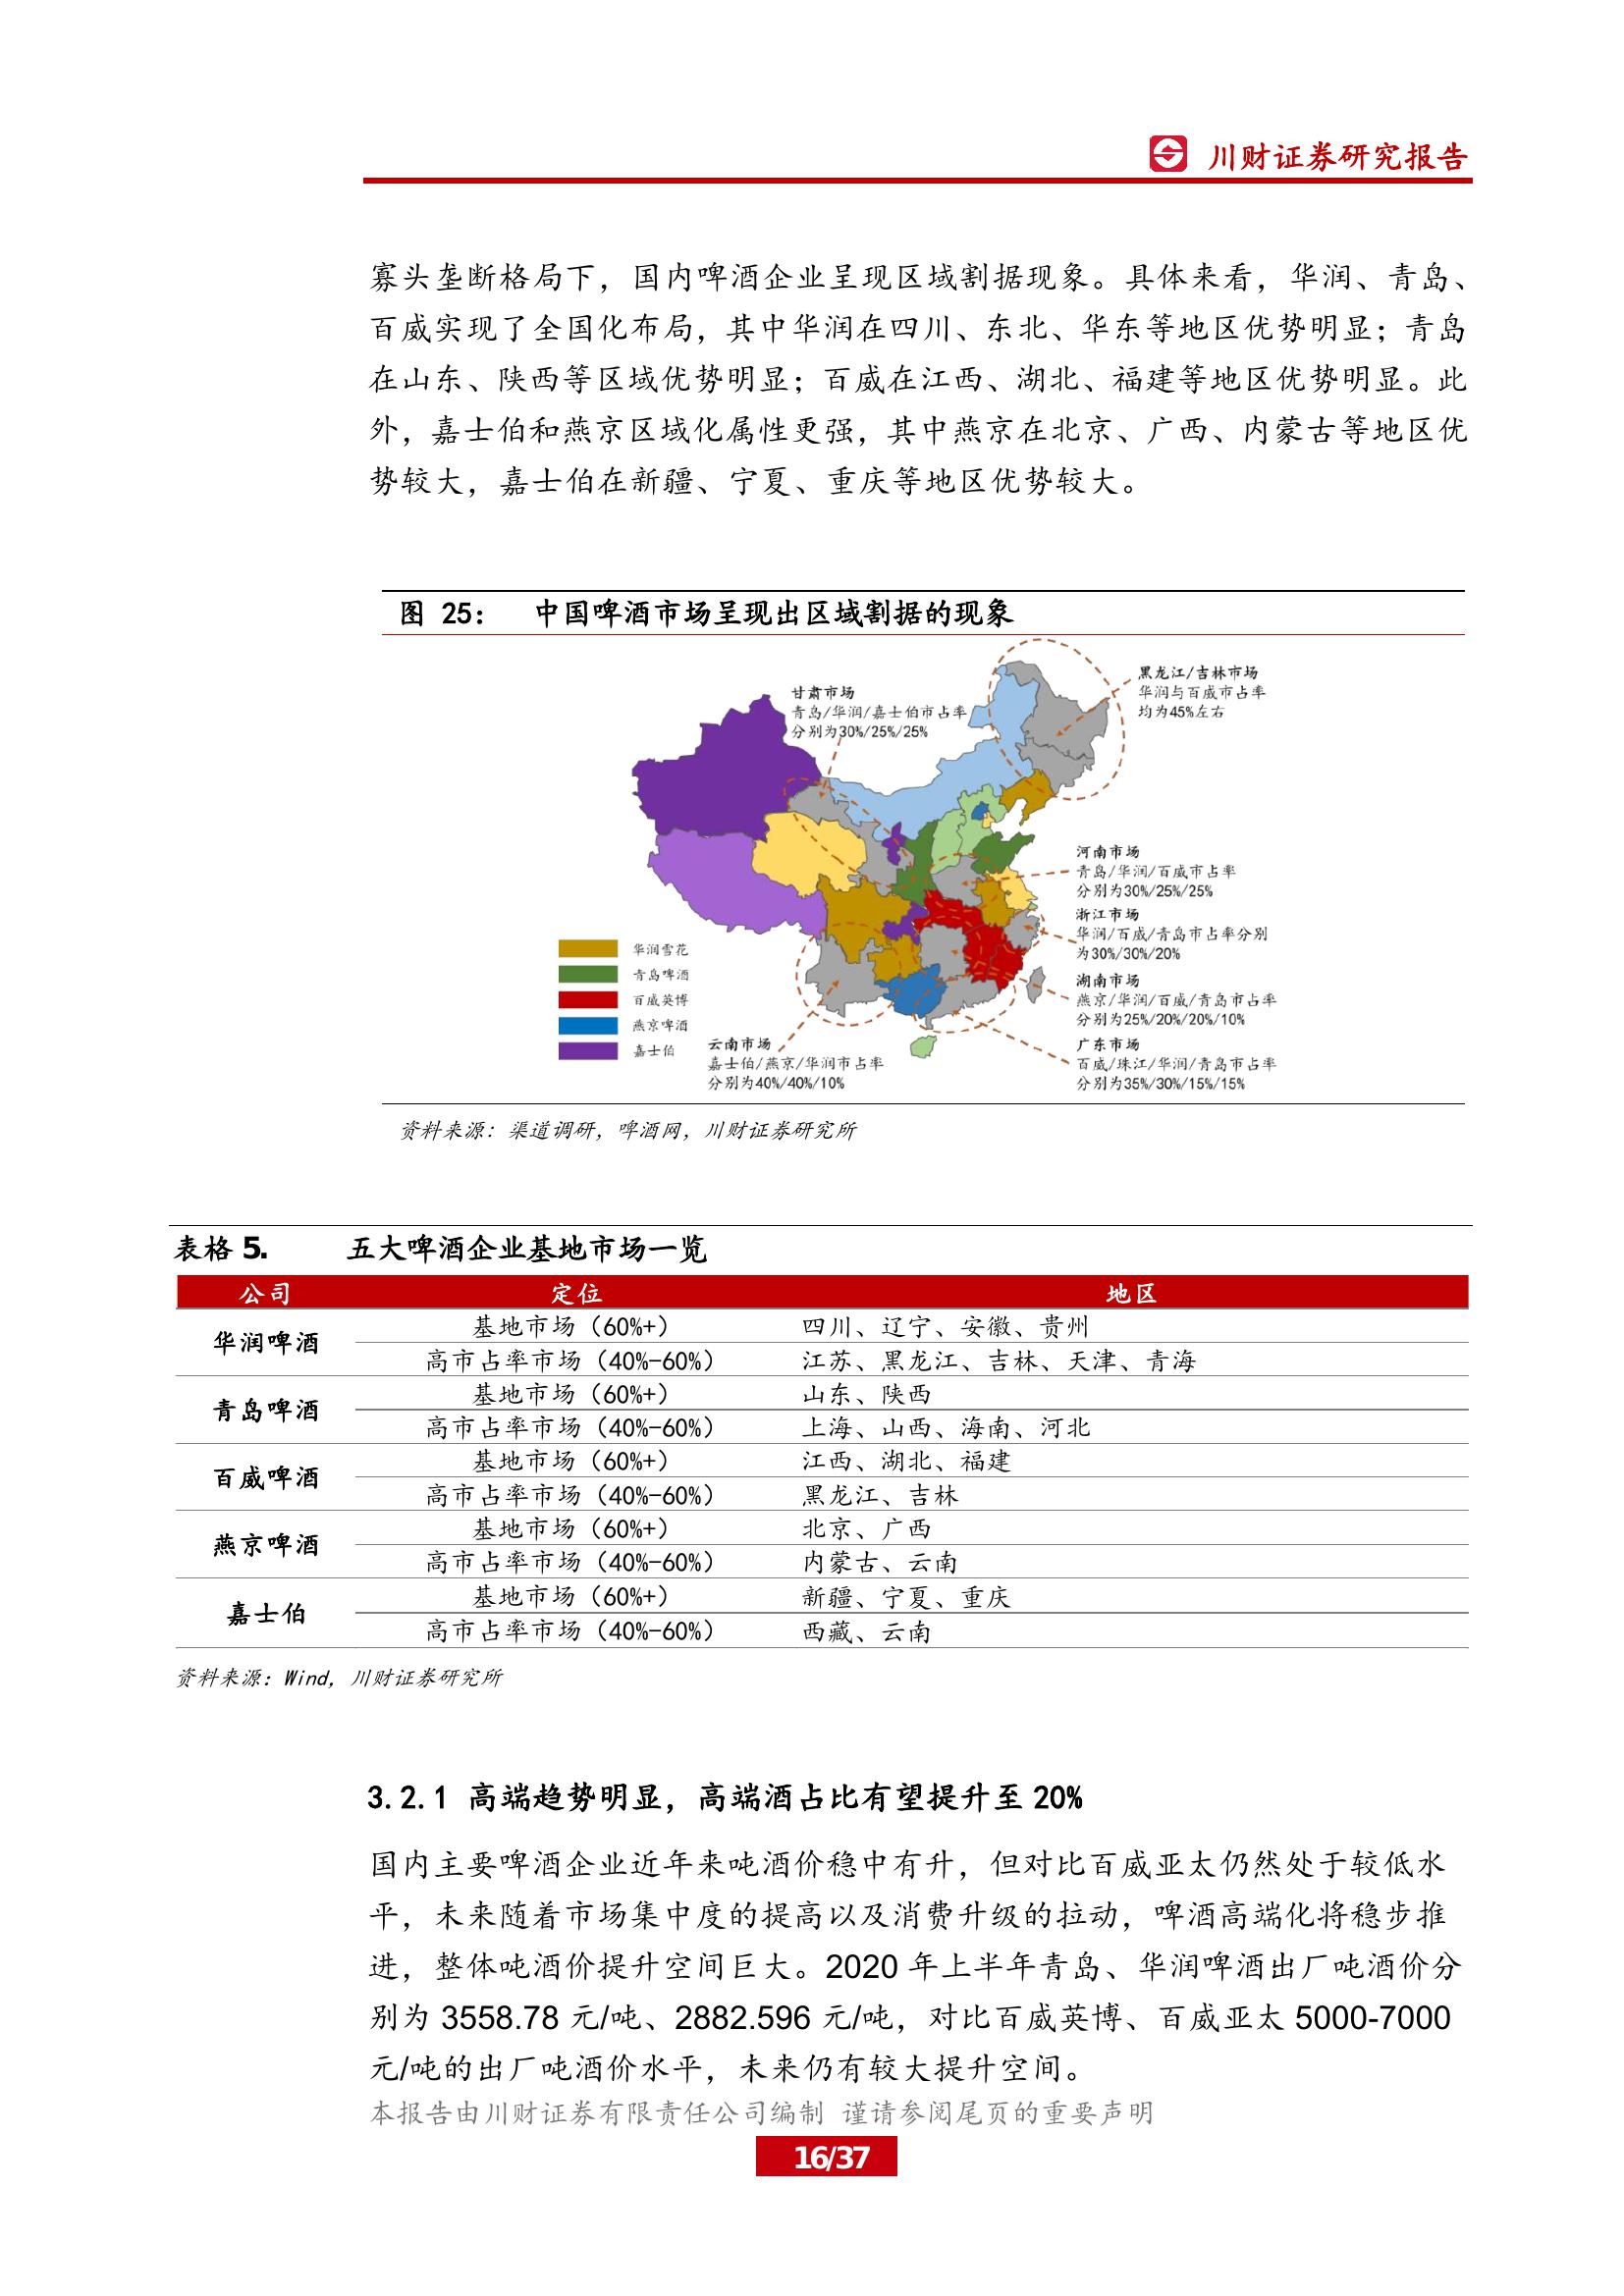 川财证券研究报告
寡头垄断格局下，国内啤酒企业呈现区域割据现象。具体来看，华润、青岛、
百威实现了全国化布局，其中华润在四川、东北、华东等地区优势明显；青岛
在山东、陕西等区域优势明显；百威在江西、湖北、福建等地区优势明显。此
外，嘉士伯和燕京区域化属性更强，其中燕京在北京、广西、内蒙古等地区优
势较大，嘉士伯在新疆、宁夏、重庆等地区优势较大。
图 25： 中国啤酒市场呈现出区域割据的现象
黑龙江/吉林市场
华润与百威市占率
均为45%左右
甘肃市场
青岛/华润/嘉士伯市占率
分别为30%/25%/25%
河南市场
青岛/华润/百威市占率
分别为30%/25%/25%
浙江市场
华润/百威/青岛市占率分别
为30%/30%/20%
湖南市场
燕京/华润/百威/青岛市占率
分别为25%/20%/20%/10%
广东市场
百威/珠江/华润/青岛市占率
分别为35%/30%/15%/15%
云南市场
嘉士伯/燕京/华润市占率
分别为40%/40%/10%
华润雪花
青岛啤酒
百威英博
燕京啤酒
嘉士伯
资料来源：渠道调研，啤酒网，川财证券研究所
表格 5. 五大啤酒企业基地市场一览
公司 定位 地区
华润啤酒 基地市场（60%+） 四川、辽宁、安徽、贵州
高市占率市场（40%-60%） 江苏、黑龙江、吉林、天津、青海
青岛啤酒 基地市场（60%+） 山东、陕西
高市占率市场（40%-60%） 上海、山西、海南、河北
百威啤酒 基地市场（60%+） 江西、湖北、福建
高市占率市场（40%-60%） 黑龙江、吉林
燕京啤酒 基地市场（60%+） 北京、广西
高市占率市场（40%-60%） 内蒙古、云南
嘉士伯 基地市场（60%+） 新疆、宁夏、重庆
高市占率市场（40%-60%） 西藏、云南
资料来源：Wind，川财证券研究所
3.2.1 高端趋势明显，高端酒占比有望提升至 20%
国内主要啤酒企业近年来吨酒价稳中有升，但对比百威亚太仍然处于较低水
平，未来随着市场集中度的提高以及消费升级的拉动，啤酒高端化将稳步推
进，整体吨酒价提升空间巨大。2020 年上半年青岛、华润啤酒出厂吨酒价分
别为 3558.78 元/吨、2882.596 元/吨，对比百威英博、百威亚太 5000-7000
元/吨的出厂吨酒价水平，未来仍有较大提升空间。
本报告由川财证券有限责任公司编制 谨请参阅尾页的重要声明
16/37